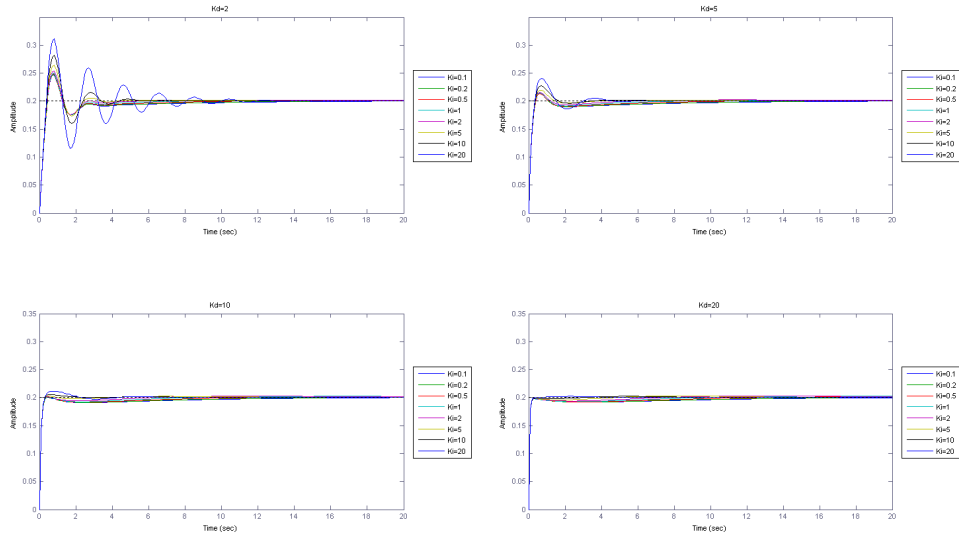 Kd=2
0.3
0.25
0.2
0.15
0.1
0.05
0
Amplitude
0 2 4 6 8 10 12 14 16 18 20
Time (sec)
Ki=0.1
Ki=0.2
Ki=0.5
Ki=1
Ki=2
Ki=5
Ki=10
Ki=20
Kd=5
0.3
0.25
0.2
0.15
0.1
0.05
0
Amplitude
0 2 4 6 8 10 12 14 16 18 20
Time (sec)
Ki=0.1
Ki=0.2
Ki=0.5
Ki=1
Ki=2
Ki=5
Ki=10
Ki=20
Kd=10
0.35
0.3
0.25
0.2
0.15
0.1
0.05
0
Amplitude
0 2 4 6 8 10 12 14 16 18 20
Time (sec)
Ki=0.1
Ki=0.2
Ki=0.5
Ki=1
Ki=2
Ki=5
Ki=10
Ki=20
Kd=20
0.35
0.3
0.25
0.2
0.15
0.1
0.05
0
Amplitude
0 2 4 6 8 10 12 14 16 18 20
Time (sec)
Ki=0.1
Ki=0.2
Ki=0.5
Ki=1
Ki=2
Ki=5
Ki=10
Ki=20